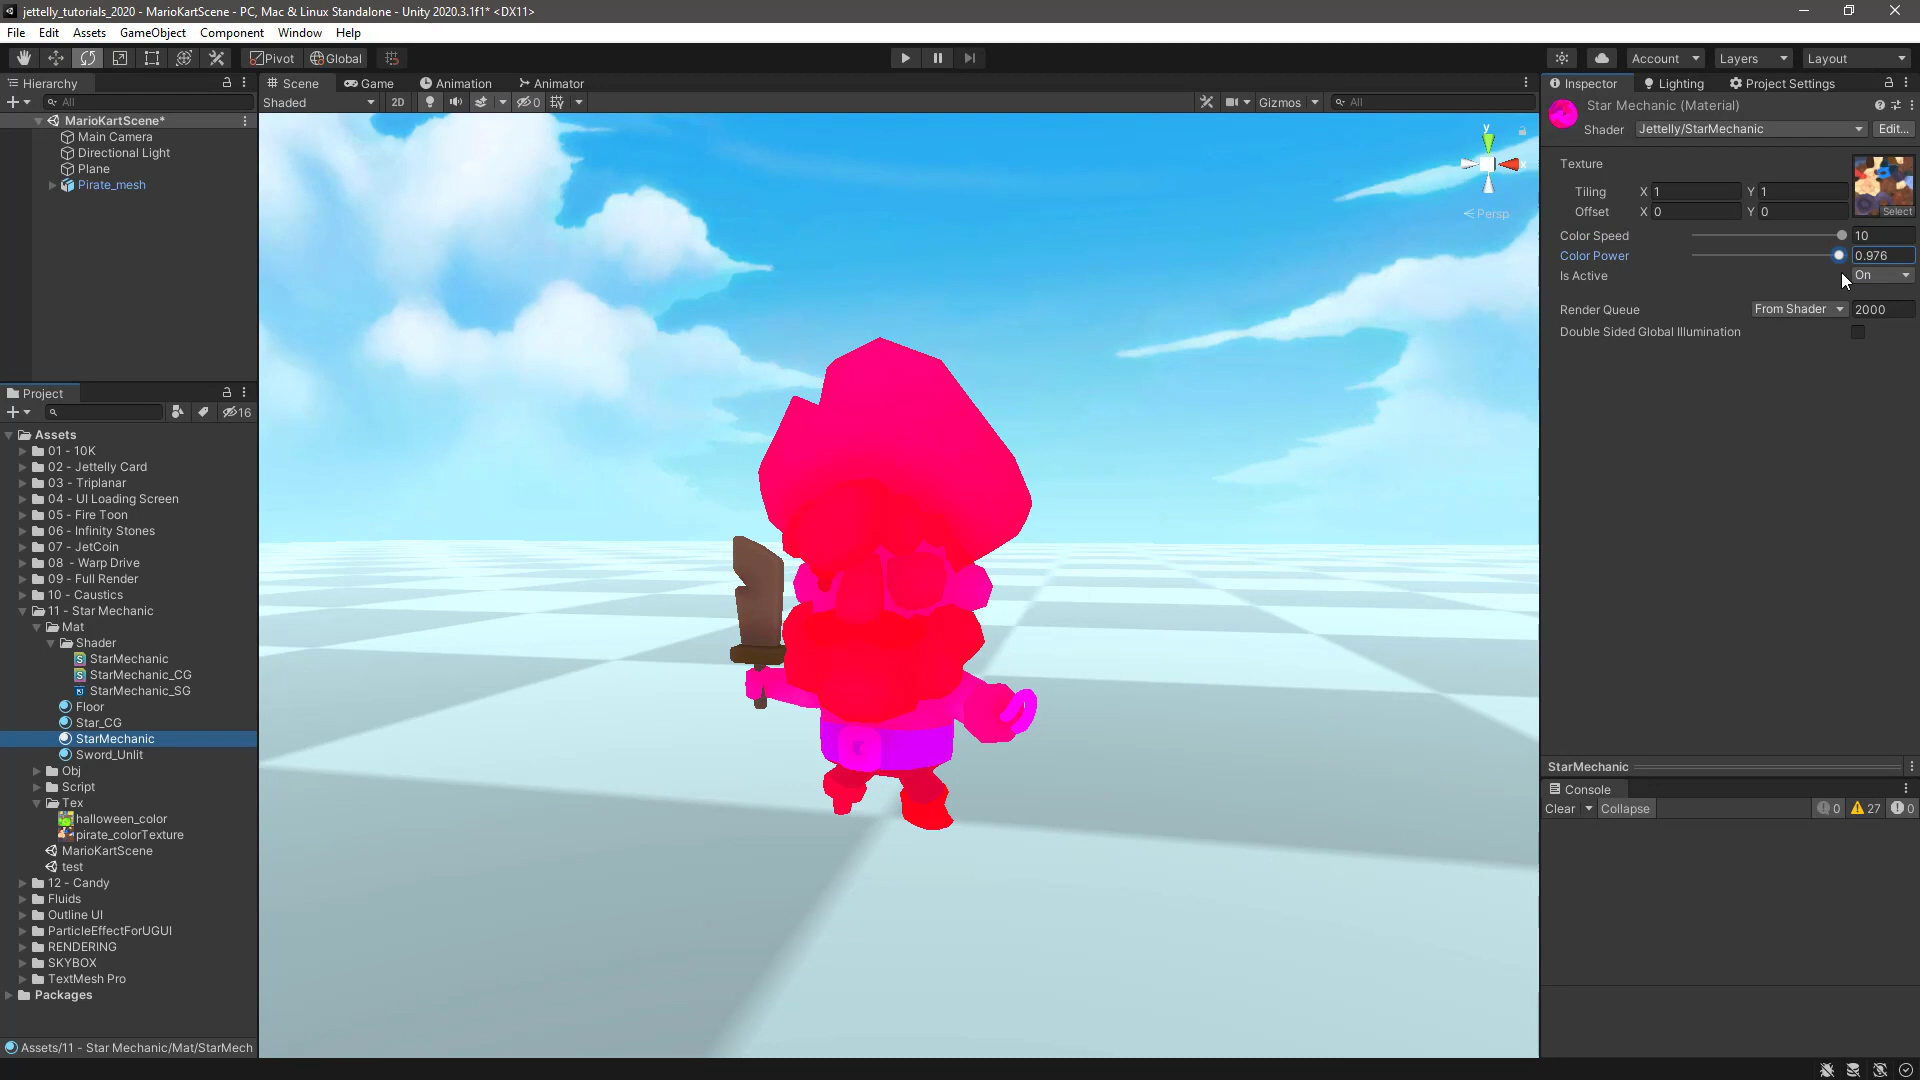 jettelly_tutorials_2020 - MarioKartScene - PC, Mac & Linux Standalone - Unity 2020.3.1f1* <DX11>
File Edit Assets GameObject Component Window Help
Pivot Global
Account Layers Layout
Hierarchy
All
MarioKartScene*
Main Camera
Directional Light
Plane
Pirate_mesh
Project
16
Assets
01 - 10K
02 - Jettelly Card
03 - Triplanar
04 - UI Loading Screen
05 - Fire Toon
06 - Infinity Stones
07 - JetCoin
08 - Warp Drive
09 - Full Render
10 - Caustics
11 - Star Mechanic
Mat
Shader
StarMechanic
StarMechanic_CG
StarMechanic_SG
Floor
Star_CG
StarMechanic
Sword_Unlit
Obj
Script
Tex
halloween_color
pirate_colorTexture
MarioKartScene
test
12 - Candy
Fluids
Outline UI
ParticleEffectForUGUI
RENDERING
SKYBOX
TextMesh Pro
Packages
Assets/11 - Star Mechanic/Mat/StarMech
Scene Game Animation Animator
Shaded 2D 0 Gizmos All
y
x
Persp
Inspector Lighting Project Settings
Star Mechanic (Material)
Shader Jettelly/StarMechanic Edit...
Texture
Tiling X 1 Y 1
Offset X 0 Y 0
Select
Color Speed 10
Color Power 0.976
Is Active On
Render Queue From Shader 2000
Double Sided Global Illumination
StarMechanic
Console
Clear Collapse 0 27 0